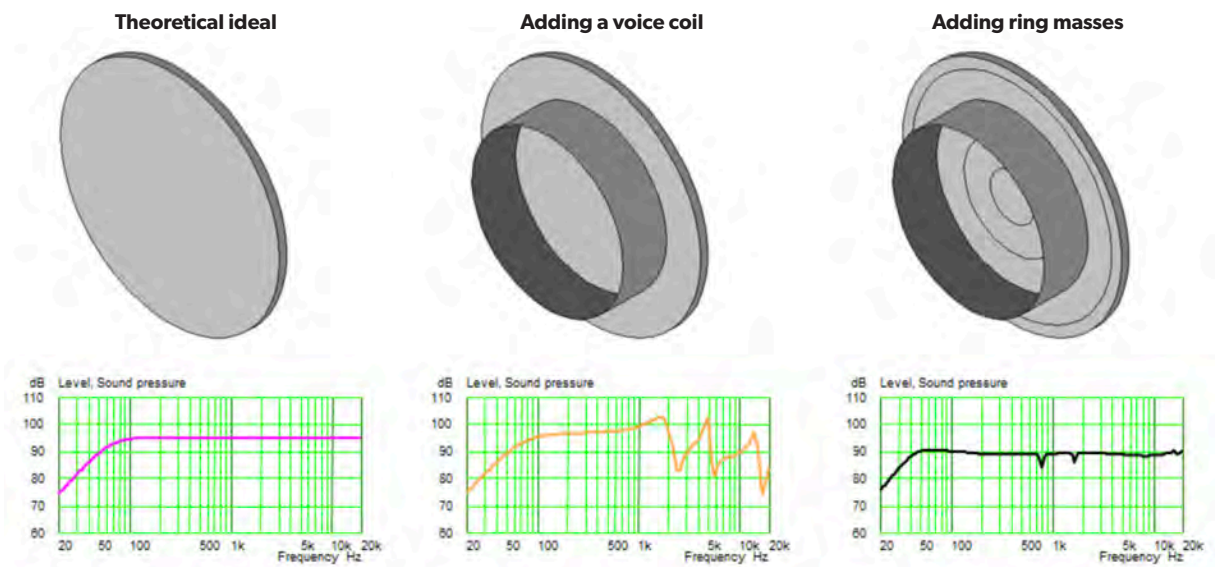 Theoretical ideal
Adding a voice coil
Adding ring masses
dB Level, Sound pressure
110
100
90
80
70
60
20 50 100 500 1k 5k 10k 20k
Frequency Hz
dB Level, Sound pressure
110
100
90
80
70
60
20 50 100 500 1k 5k 10k 20k
Frequency Hz
dB Level, Sound pressure
110
100
90
80
70
60
20 50 100 500 1k 5k 10k 20k
Frequency Hz